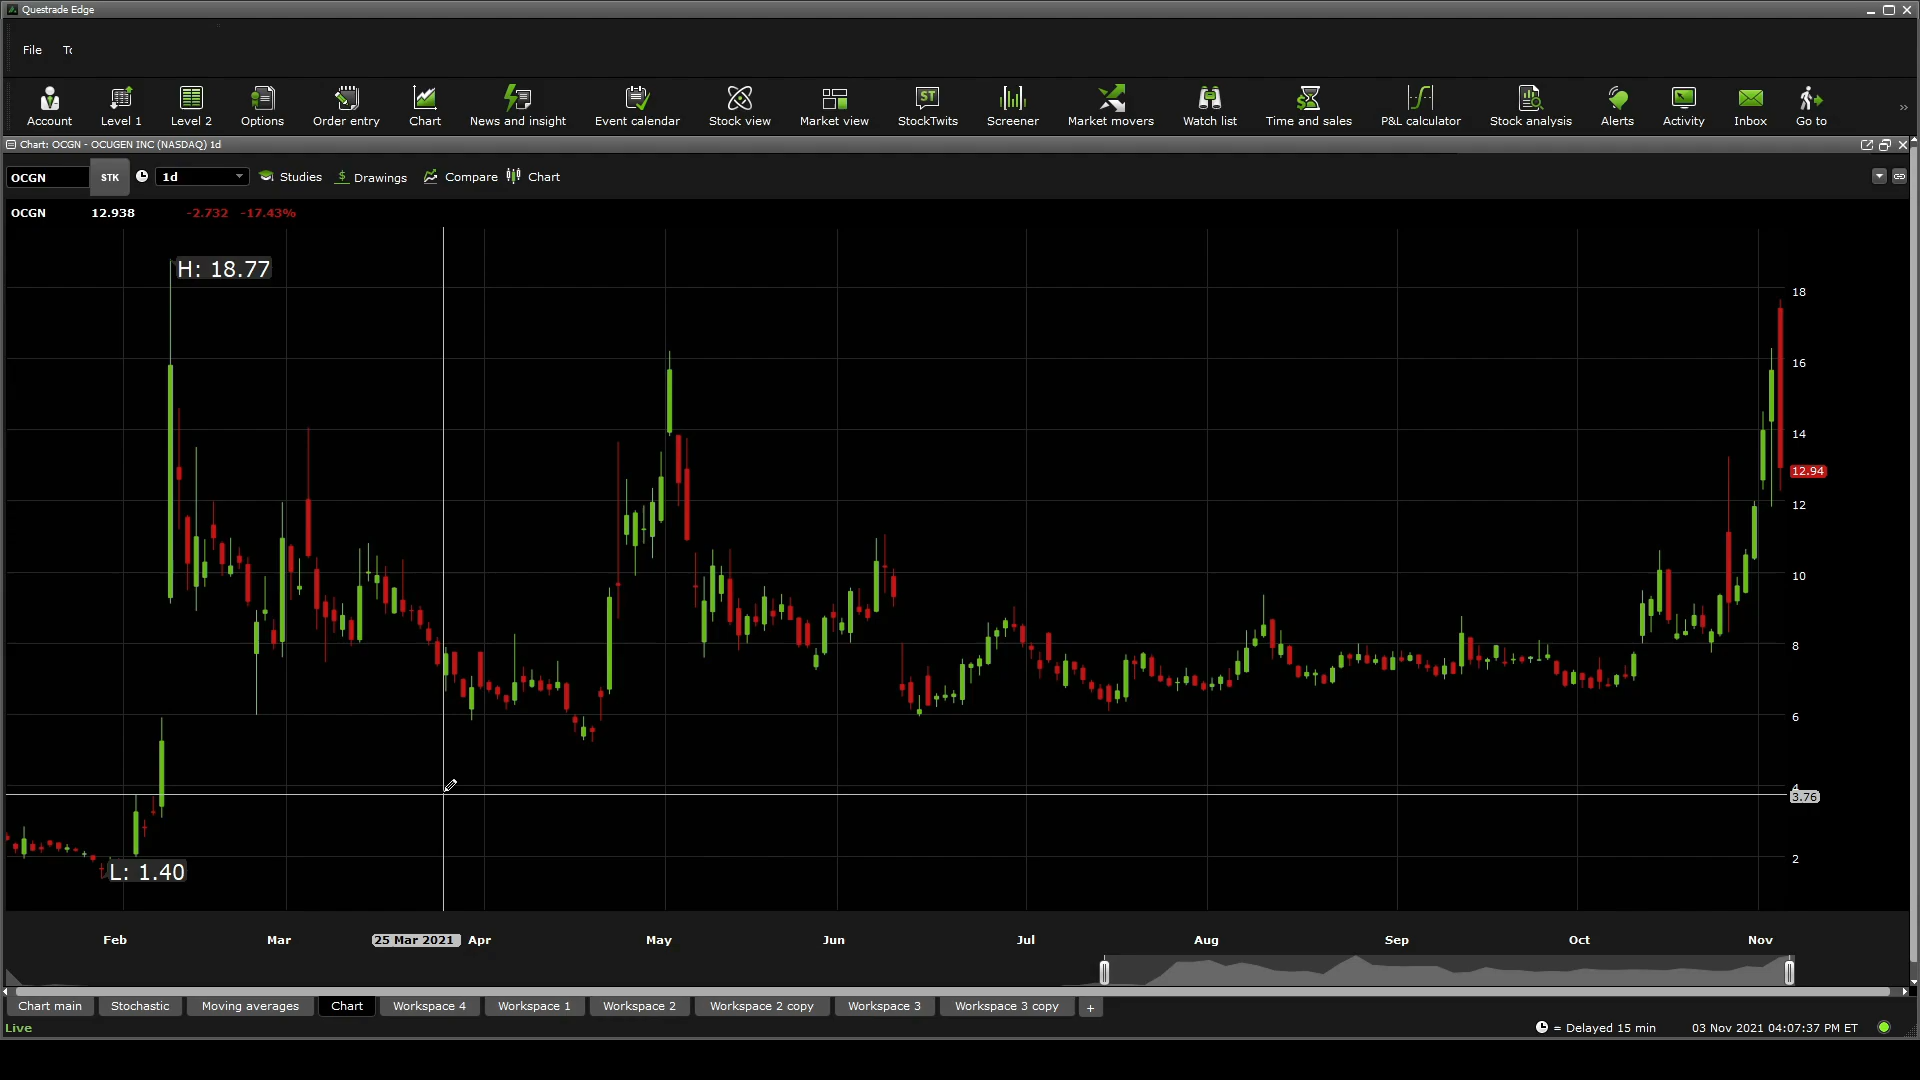 Questrade Edge
File To
Account Level 1 Level 2 Options Order entry Chart News and insight Event calendar Stock view Market view StockTwits Screener Market movers Watch list Time and sales P&L calculator Stock analysis Alerts Activity Inbox Go to
ST
Chart: OCGN - OCUGEN INC (NASDAQ) 1d
OCGN STK 1d Studies $ Drawings Compare Chart
OCGN 12.938 -2.732 -17.43%
H: 18.77
18
16
14
12.94
12
10
8
6
4
3.76
2
L: 1.40
Feb Mar 25 Mar 2021 Apr May Jun Jul Aug Sep Oct Nov
Chart main Stochastic Moving averages Chart Workspace 4 Workspace 1 Workspace 2 Workspace 2 copy Workspace 3 Workspace 3 copy +
Live = Delayed 15 min 03 Nov 2021 04:07:37 PM ET